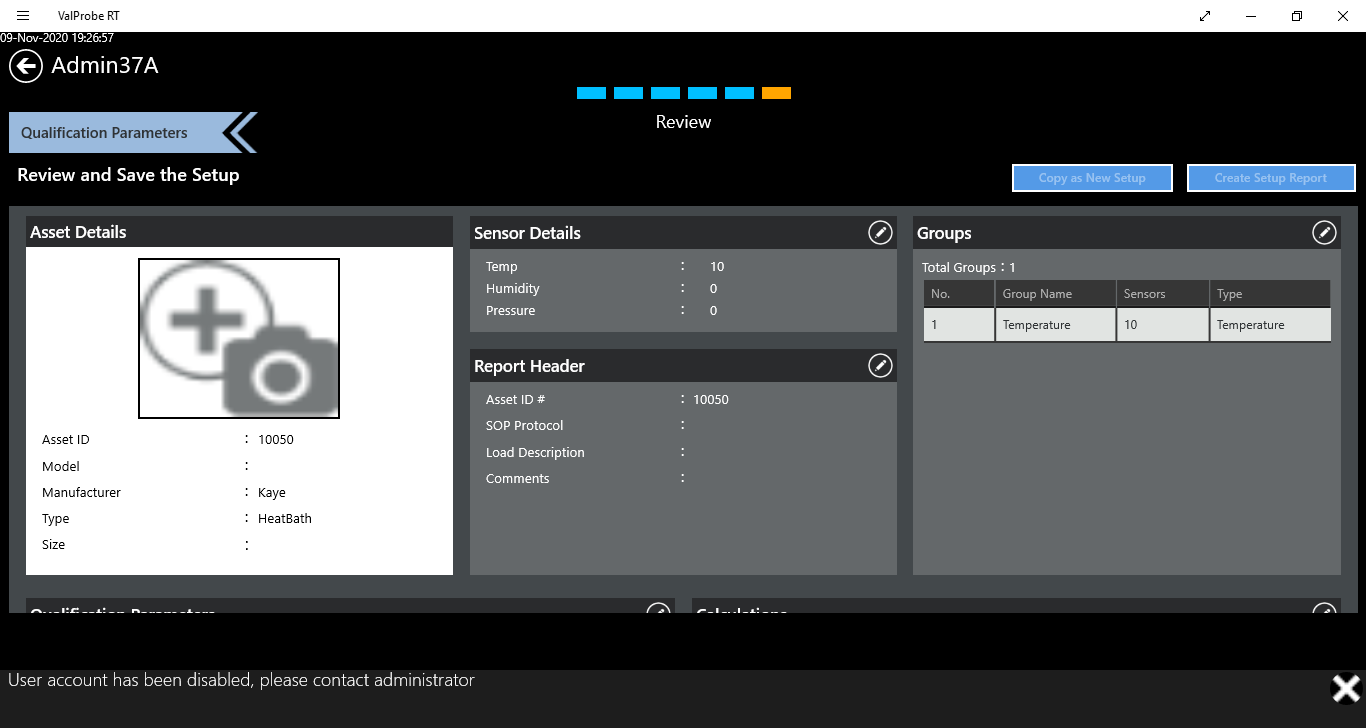 ValProbe RT
09-Nov-2020 19:26:57
Admin37A
Review
Qualification Parameters
Review and Save the Setup
Copy as New Setup
Create Setup Report
Asset Details
Asset ID : 10050
Model :
Manufacturer : Kaye
Type : HeatBath
Size :
Sensor Details
Temp : 10
Humidity : 0
Pressure : 0
Report Header
Asset ID # : 10050
SOP Protocol :
Load Description :
Comments :
Groups
Total Groups : 1
No. Group Name Sensors Type
1 Temperature 10 Temperature
Qualification Parameters
Calculations
User account has been disabled, please contact administrator